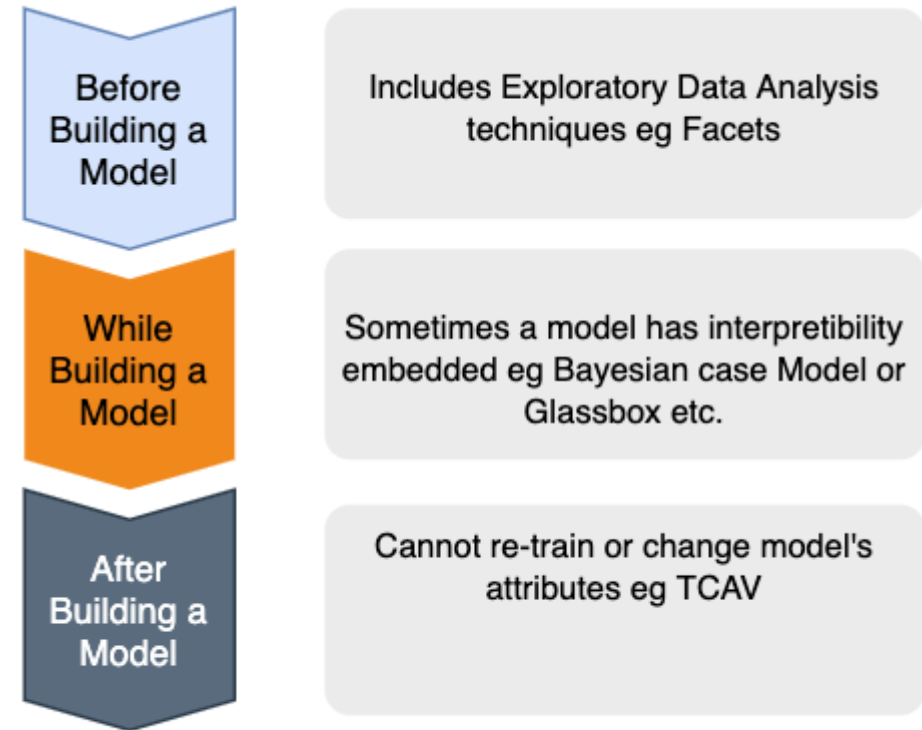 Before
Building a
Model
Includes Exploratory Data Analysis
techniques eg Facets
While
Building a
Model
Sometimes a model has interpretibility
embedded eg Bayesian case Model or
Glassbox etc.
After
Building a
Model
Cannot re-train or change model's
attributes eg TCAV